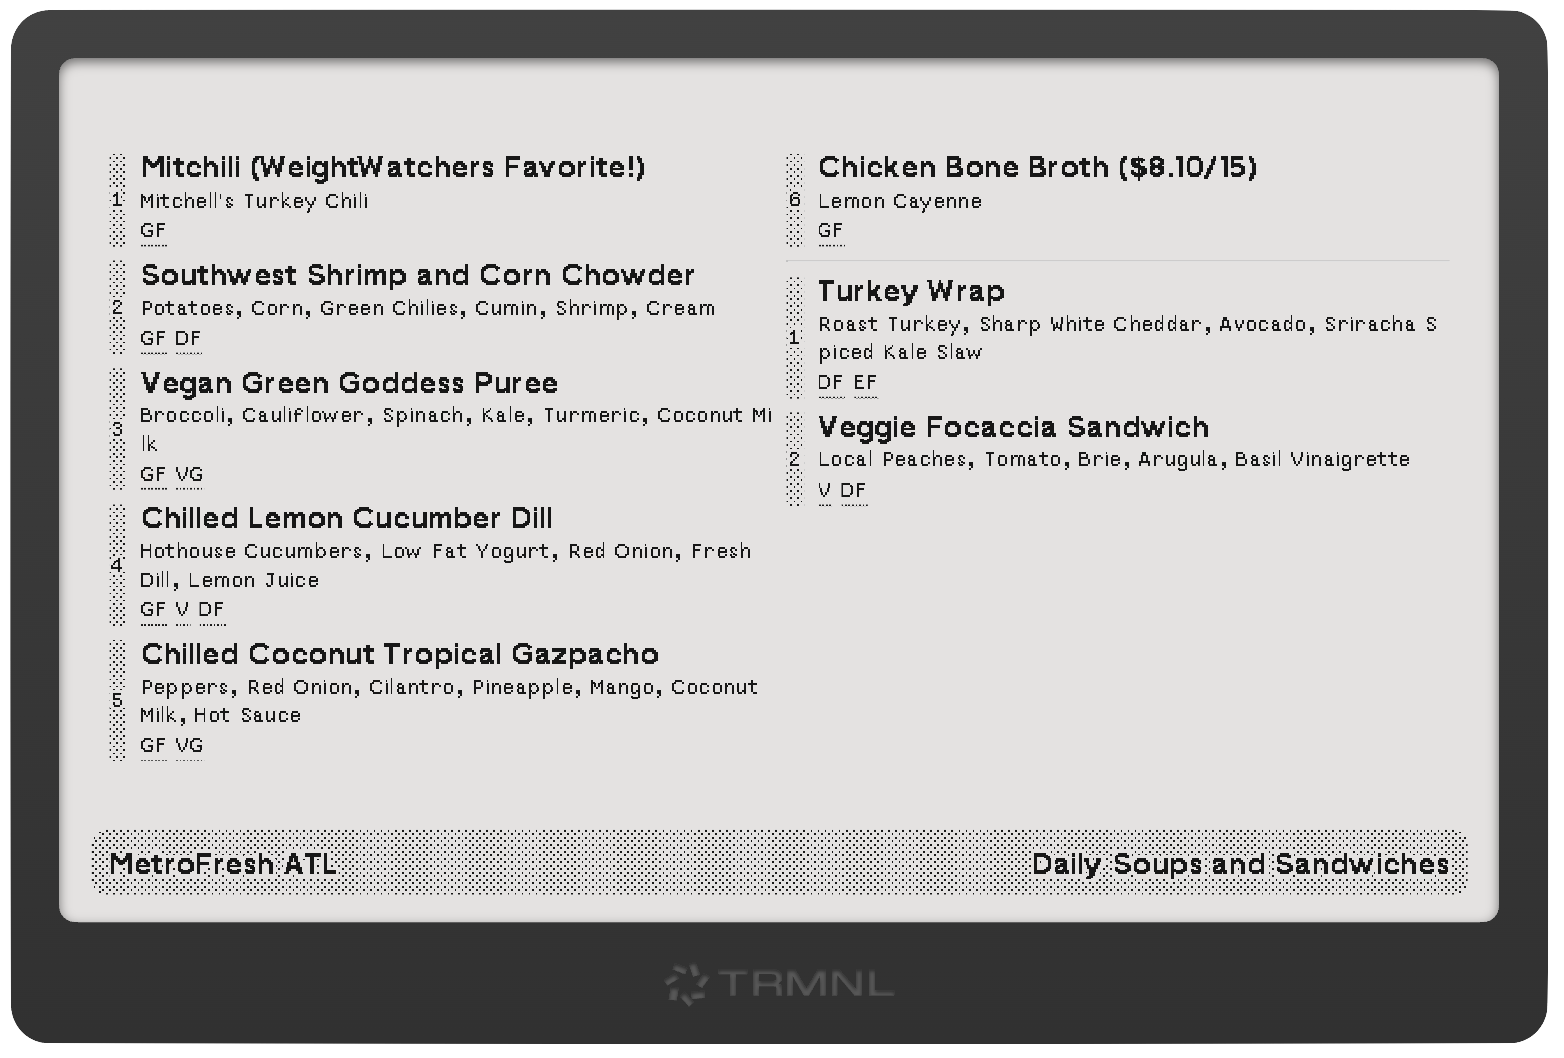 1
Mitchili (WeightWatchers Favorite!)
Mitchell's Turkey Chili
GF
2
Southwest Shrimp and Corn Chowder
Potatoes, Corn, Green Chilies, Cumin, Shrimp, Cream
GF DF
3
Vegan Green Goddess Puree
Broccoli, Cauliflower, Spinach, Kale, Turmeric, Coconut Mi
lk
GF VG
4
Chilled Lemon Cucumber Dill
Hothouse Cucumbers, Low Fat Yogurt, Red Onion, Fresh
Dill, Lemon Juice
GF V DF
5
Chilled Coconut Tropical Gazpacho
Peppers, Red Onion, Cilantro, Pineapple, Mango, Coconut
Milk, Hot Sauce
GF VG
6
Chicken Bone Broth ($8.10/15)
Lemon Cayenne
GF
1
Turkey Wrap
Roast Turkey, Sharp White Cheddar, Avocado, Sriracha S
piced Kale Slaw
DF EF
2
Veggie Focaccia Sandwich
Local Peaches, Tomato, Brie, Arugula, Basil Vinaigrette
V DF
MetroFresh ATL
Daily Soups and Sandwiches
TRMNL